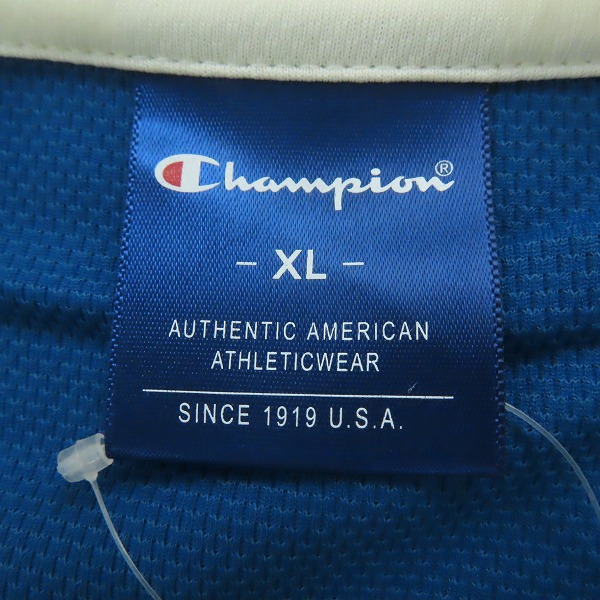 Champion®
- XL -
AUTHENTIC AMERICAN
ATHLETICWEAR
SINCE 1919 U.S.A.